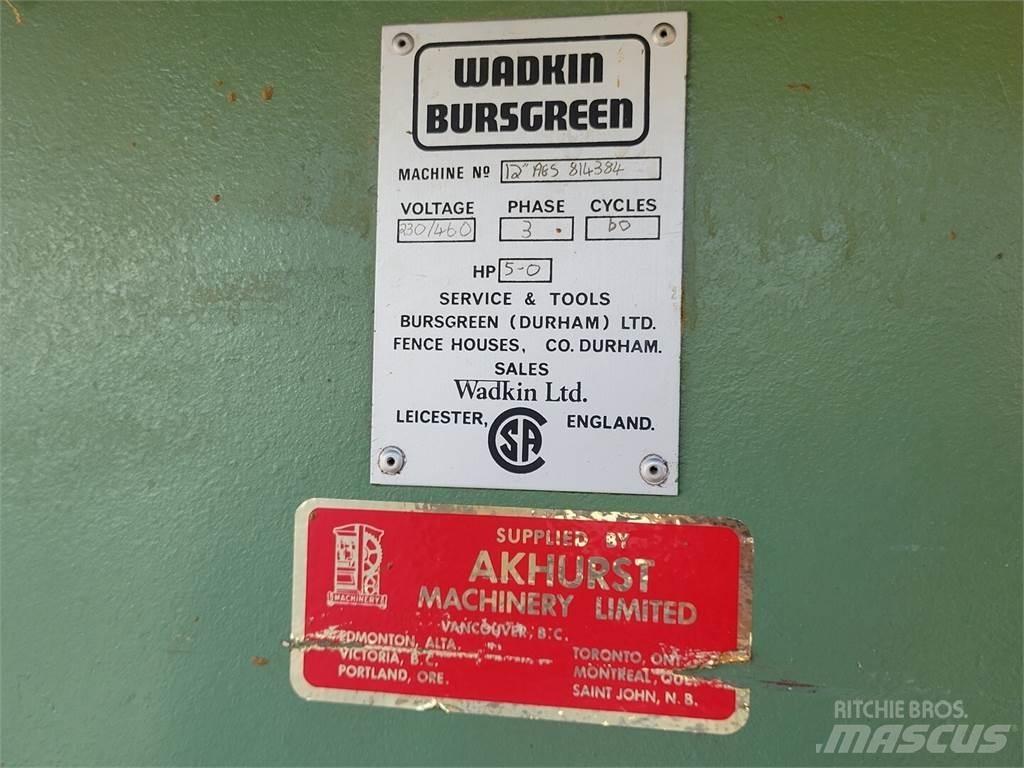 WADKIN
BURSGREEN
MACHINE Nº 12" AGS 814384
VOLTAGE PHASE CYCLES
230/460 3 60
HP 5-0
SERVICE & TOOLS
BURSGREEN (DURHAM) LTD.
FENCE HOUSES, CO. DURHAM.
SALES
Wadkin Ltd.
LEICESTER, ENGLAND.
CSA
SUPPLIED BY
AKHURST
MACHINERY LIMITED
MACHINERY
VANCOUVER, B.C.
EDMONTON, ALTA.
VICTORIA, B.C.
PORTLAND, ORE.
TORONTO, ONT.
MONTREAL, QUE.
SAINT JOHN, N.B.
RITCHIE BROS.
MASCUS